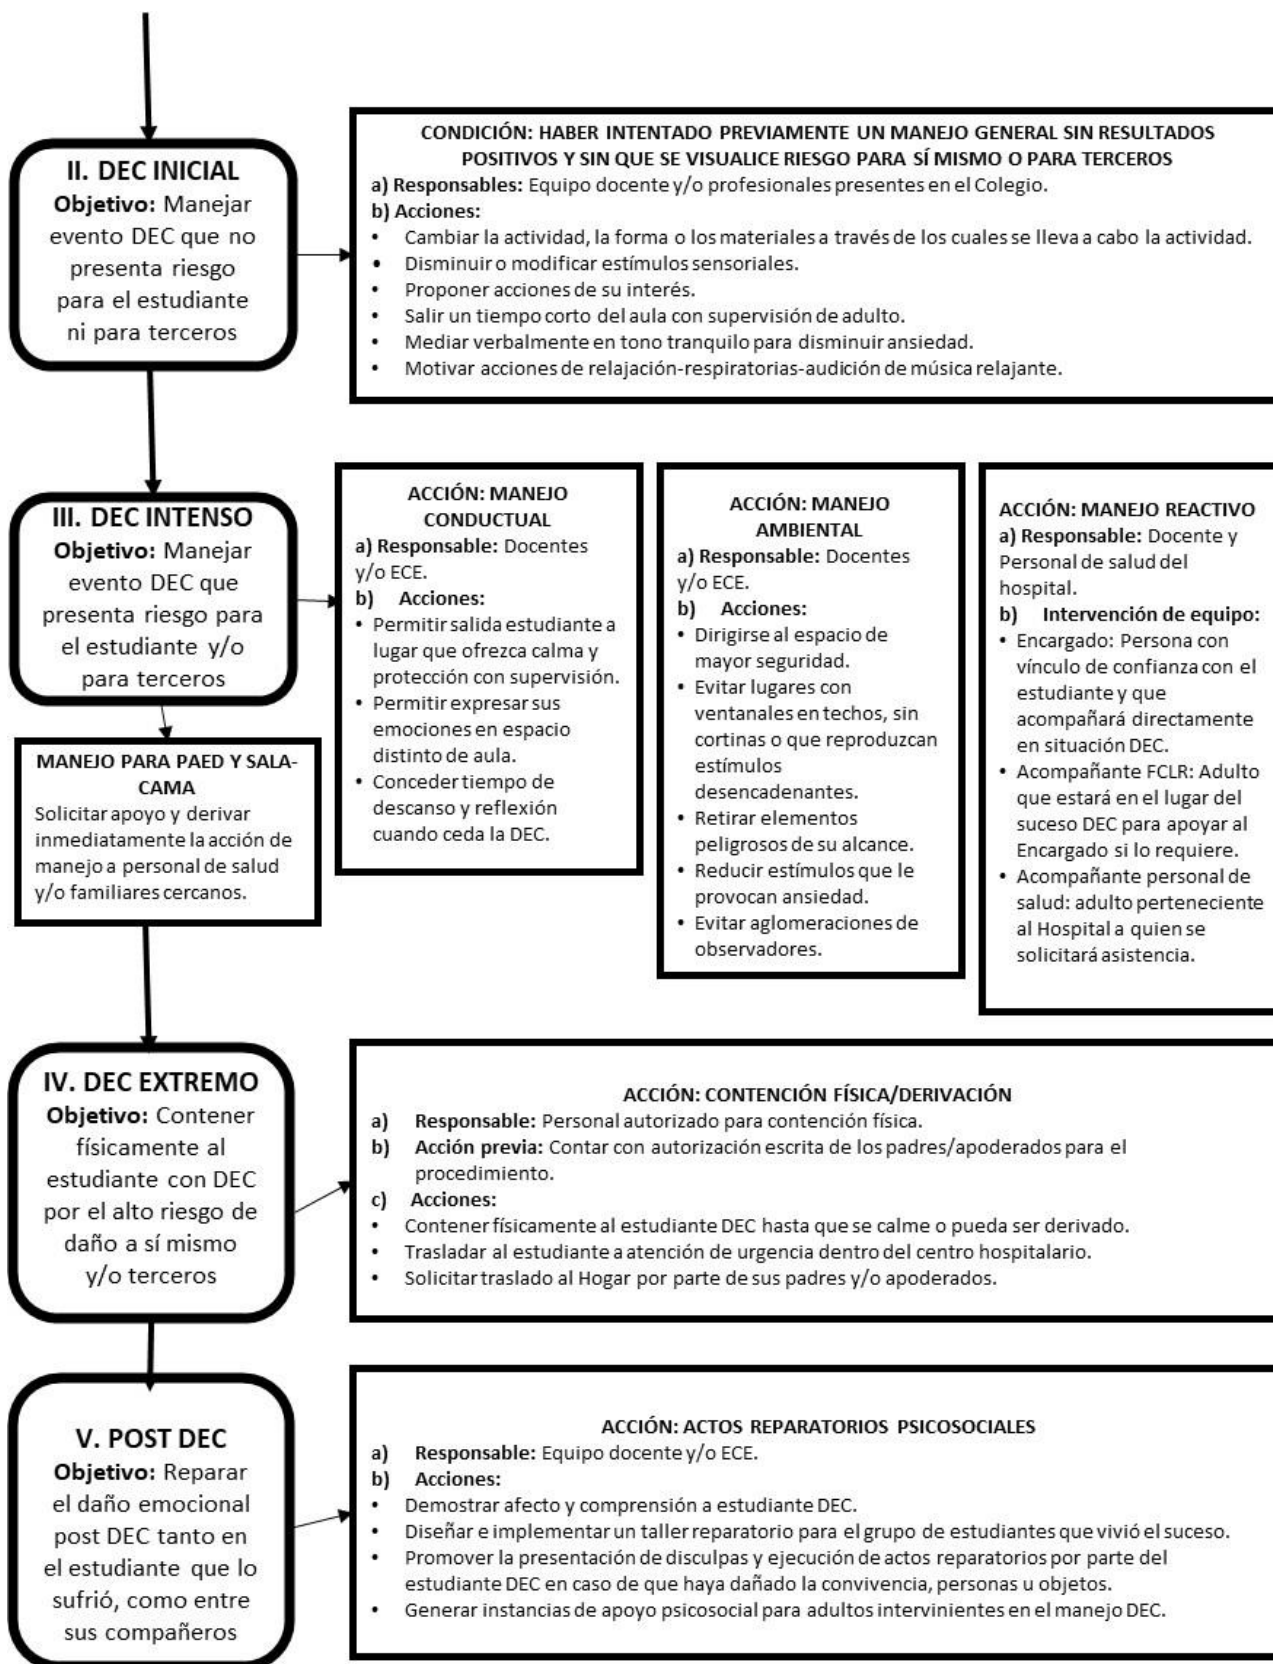 II. DEC INICIAL
Objetivo: Manejar
evento DEC que no
presenta riesgo
para el estudiante
ni para terceros
CONDICIÓN: HABER INTENTADO PREVIAMENTE UN MANEJO GENERAL SIN RESULTADOS
POSITIVOS Y SIN QUE SE VISUALICE RIESGO PARA SÍ MISMO O PARA TERCEROS
a) Responsables: Equipo docente y/o profesionales presentes en el Colegio.
b) Acciones:
• Cambiar la actividad, la forma o los materiales a través de los cuales se lleva a cabo la actividad.
• Disminuir o modificar estímulos sensoriales.
• Proponer acciones de su interés.
• Salir un tiempo corto del aula con supervisión de adulto.
• Mediar verbalmente en tono tranquilo para disminuir ansiedad.
• Motivar acciones de relajación-respiratorias-audición de música relajante.
III. DEC INTENSO
Objetivo: Manejar
evento DEC que
presenta riesgo para
el estudiante y/o
para terceros
MANEJO PARA PAED Y SALA-
CAMA
Solicitar apoyo y derivar
inmediatamente la acción de
manejo a personal de salud
y/o familiares cercanos.
ACCIÓN: MANEJO
CONDUCTUAL
a) Responsable: Docentes
y/o ECE.
b) Acciones:
• Permitir salida estudiante a
lugar que ofrezca calma y
protección con supervisión.
• Permitir expresar sus
emociones en espacio
distinto de aula.
• Conceder tiempo de
descanso y reflexión
cuando ceda la DEC.
ACCIÓN: MANEJO
AMBIENTAL
a) Responsable: Docentes
y/o ECE.
b) Acciones:
• Dirigirse al espacio de
mayor seguridad.
• Evitar lugares con
ventanales en techos, sin
cortinas o que reproduzcan
estímulos
desencadenantes.
• Retirar elementos
peligrosos de su alcance.
• Reducir estímulos que le
provocan ansiedad.
• Evitar aglomeraciones de
observadores.
ACCIÓN: MANEJO REACTIVO
a) Responsable: Docente y
Personal de salud del
hospital.
b) Intervención de equipo:
• Encargado: Persona con
vínculo de confianza con el
estudiante y que
acompañará directamente
en situación DEC.
• Acompañante FCLR: Adulto
que estará en el lugar del
suceso DEC para apoyar al
Encargado si lo requiere.
• Acompañante personal de
salud: adulto perteneciente
al Hospital a quien se
solicitará asistencia.
IV. DEC EXTREMO
Objetivo: Contener
físicamente al
estudiante con DEC
por el alto riesgo de
daño a sí mismo
y/o terceros
ACCIÓN: CONTENCIÓN FÍSICA/DERIVACIÓN
a) Responsable: Personal autorizado para contención física.
b) Acción previa: Contar con autorización escrita de los padres/apoderados para el
procedimiento.
c) Acciones:
• Contener físicamente al estudiante DEC hasta que se calme o pueda ser derivado.
• Trasladar al estudiante a atención de urgencia dentro del centro hospitalario.
• Solicitar traslado al Hogar por parte de sus padres y/o apoderados.
V. POST DEC
Objetivo: Reparar
el daño emocional
post DEC tanto en
el estudiante que lo
sufrió, como entre
sus compañeros
ACCIÓN: ACTOS REPARATORIOS PSICOSOCIALES
a) Responsable: Equipo docente y/o ECE.
b) Acciones:
• Demostrar afecto y comprensión a estudiante DEC.
• Diseñar e implementar un taller reparatorio para el grupo de estudiantes que vivió el suceso.
• Promover la presentación de disculpas y ejecución de actos reparatorios por parte del
estudiante DEC en caso de que haya dañado la convivencia, personas u objetos.
• Generar instancias de apoyo psicosocial para adultos intervinientes en el manejo DEC.